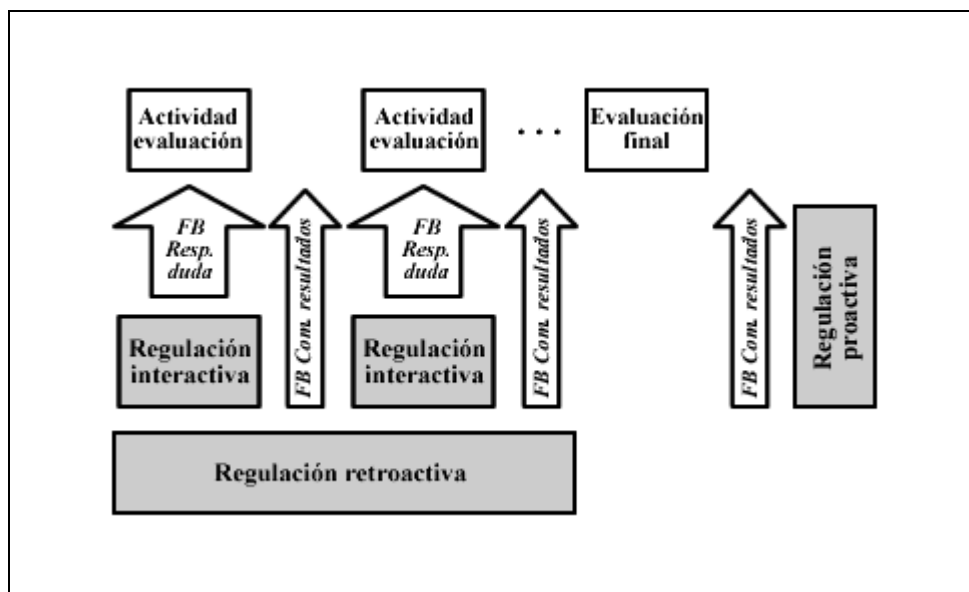 Actividad
evaluación
Actividad
evaluación
. . .
Evaluación
final
FB
Resp.
duda
FB Com. resultados
FB
Resp.
duda
FB Com. resultados
FB Com. resultados
Regulación
proactiva
Regulación
interactiva
Regulación
interactiva
Regulación retroactiva